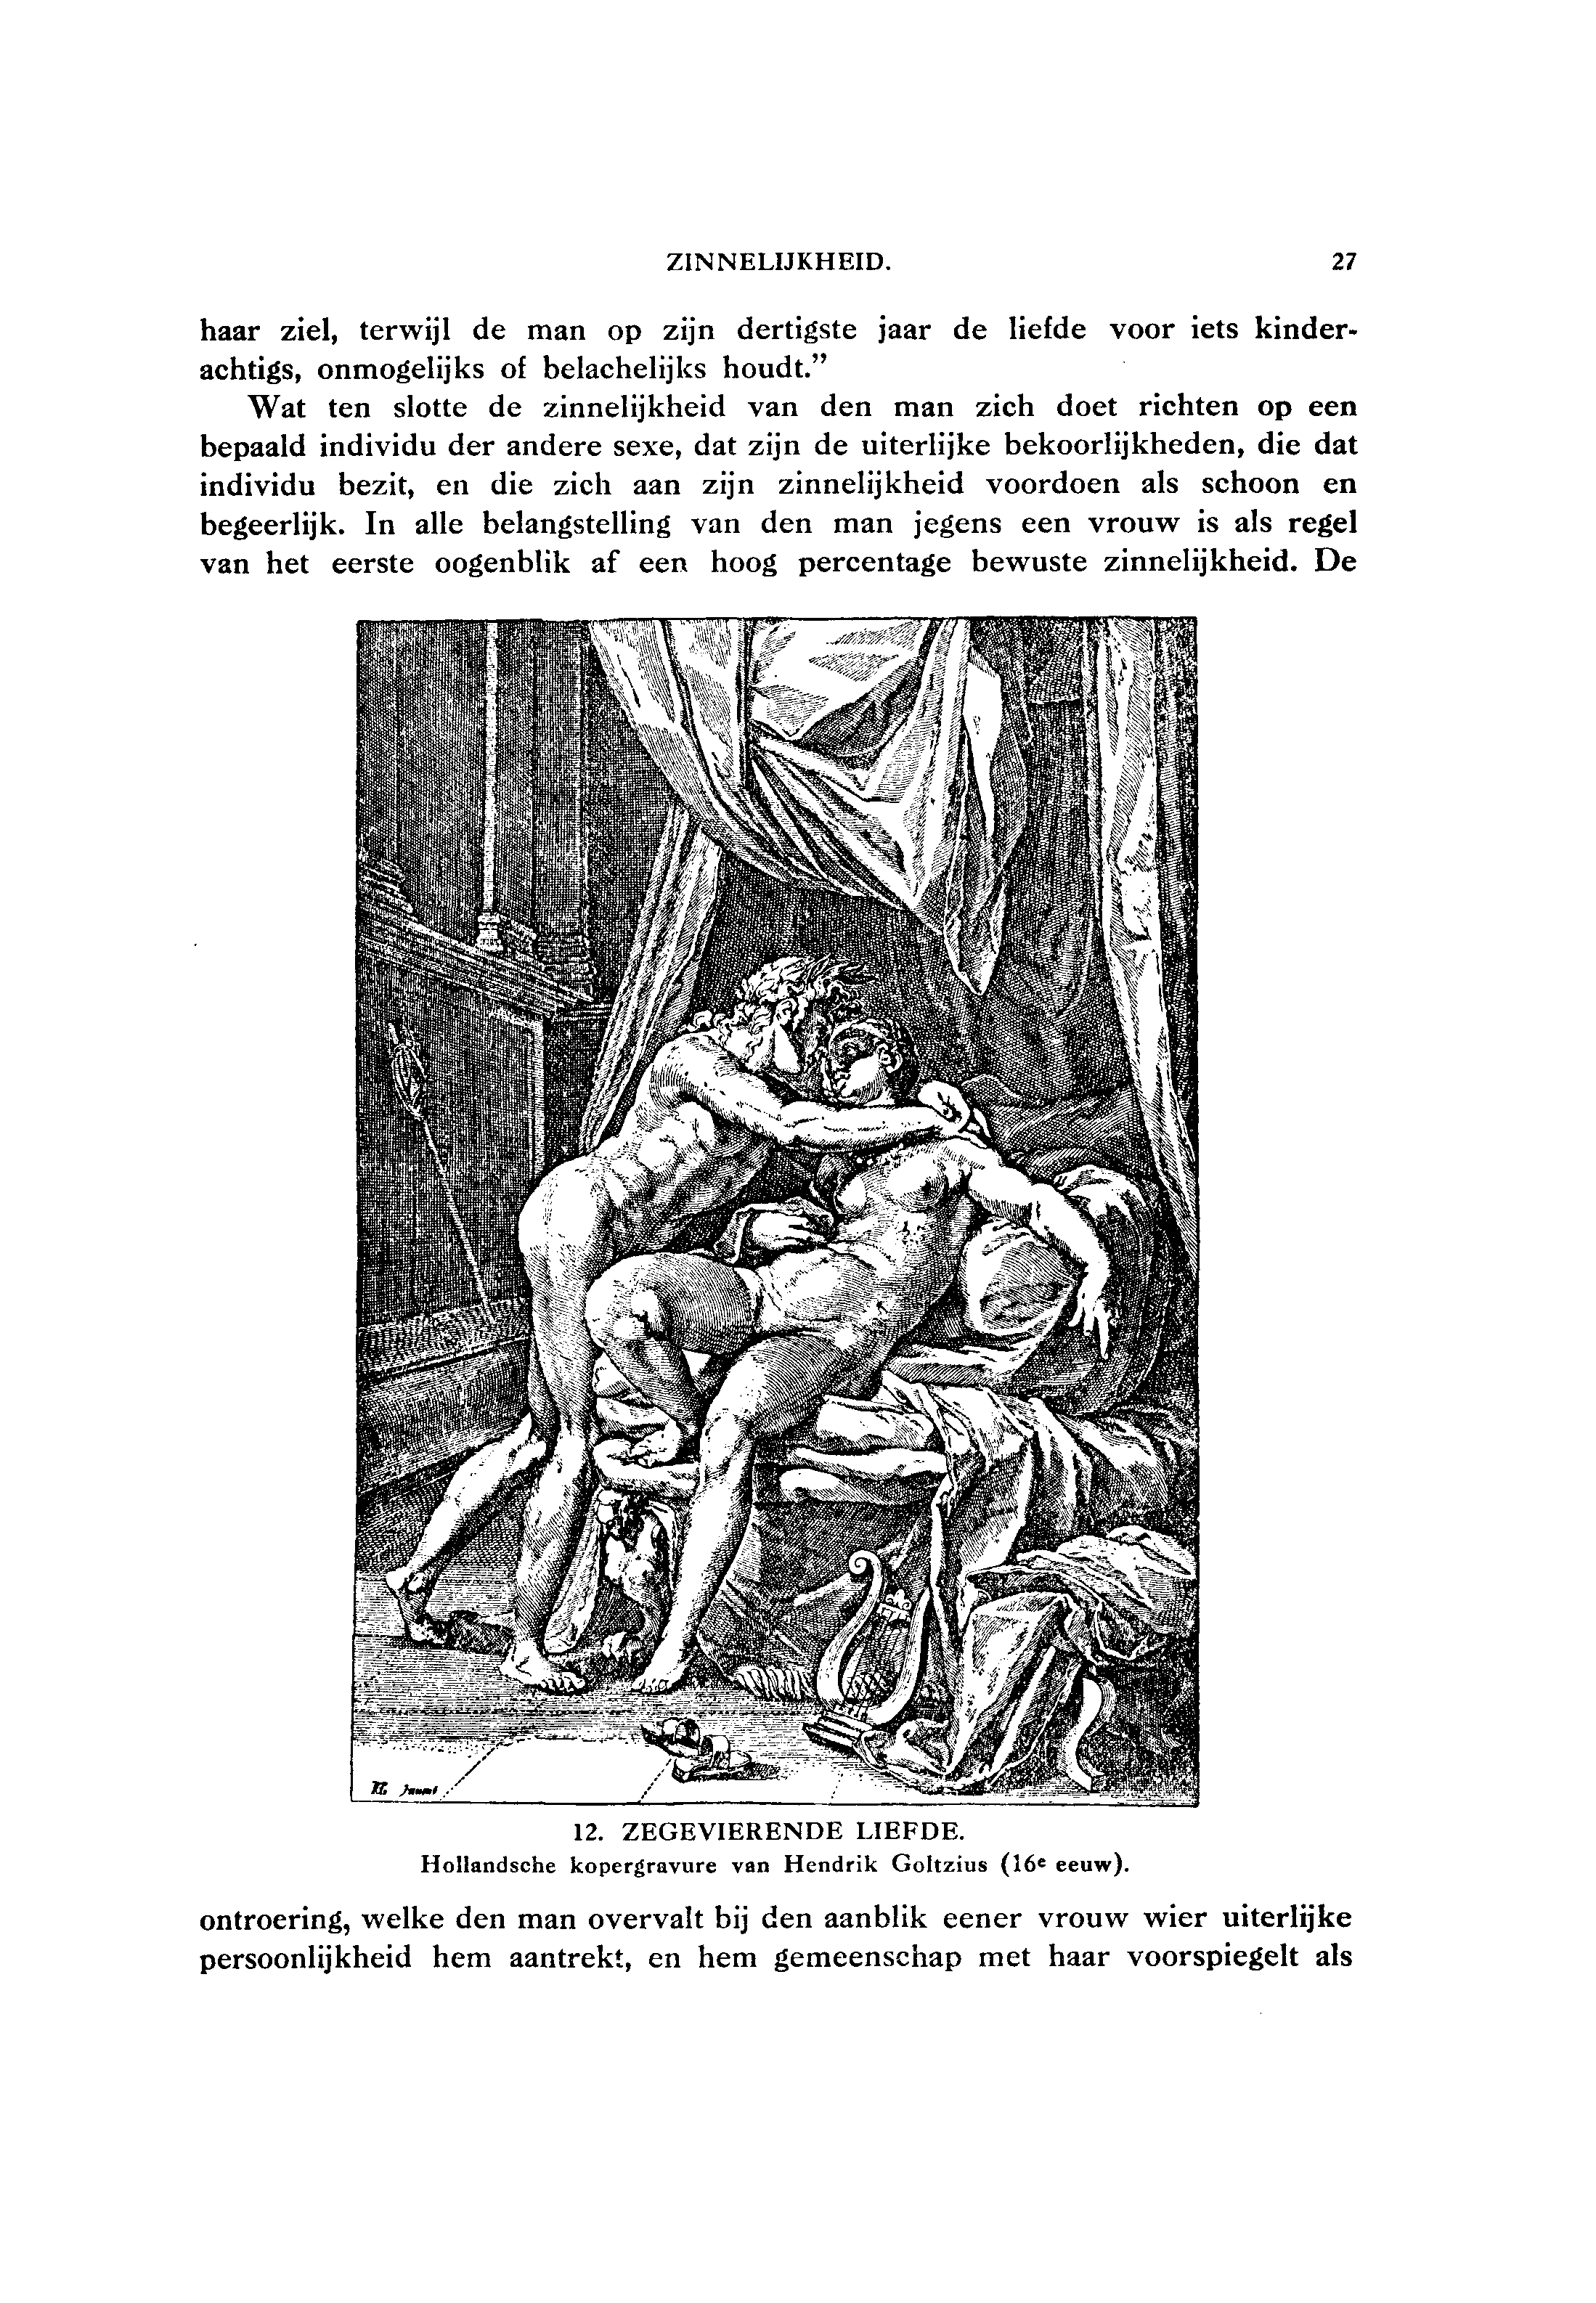 ZINNELIJKHEID. 27
haar ziel, terwijl de man op zijn dertigste jaar de liefde voor iets kinder-
achtigs, onmogelijks of belachelijks houdt.”
Wat ten slotte de zinnelijkheid van den man zich doet richten op een
bepaald individu der andere sexe, dat zijn de uiterlijke bekoorlijkheden, die dat
individu bezit, en die zich aan zijn zinnelijkheid voordoen als schoon en
begeerlijk. In alle belangstelling van den man jegens een vrouw is als regel
van het eerste oogenblik af een hoog percentage bewuste zinnelijkheid. De
12. ZEGEVIERENDE LIEFDE.
Hollandsche kopergravure van Hendrik Goltzius (16e eeuw).
ontroering, welke den man overvalt bij den aanblik eener vrouw wier uiterlijke
persoonlijkheid hem aantrekt, en hem gemeenschap met haar voorspiegelt als